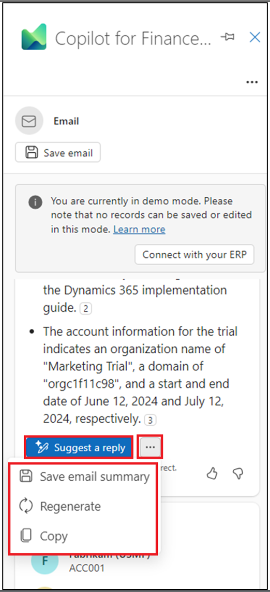 Copilot for Finance...
...
Email
Save email
You are currently in demo mode. Please
note that no records can be saved or edited
in this mode. Learn more
Connect with your ERP
the Dynamics 365 implementation
guide. 2
• The account information for the trial
indicates an organization name of
"Marketing Trial", a domain of
"orgc1f11c98", and a start and end
date of June 12, 2024 and July 12,
2024, respectively. 3
Suggest a reply ...
rect.
Save email summary
Regenerate
Copy
F
ACC001